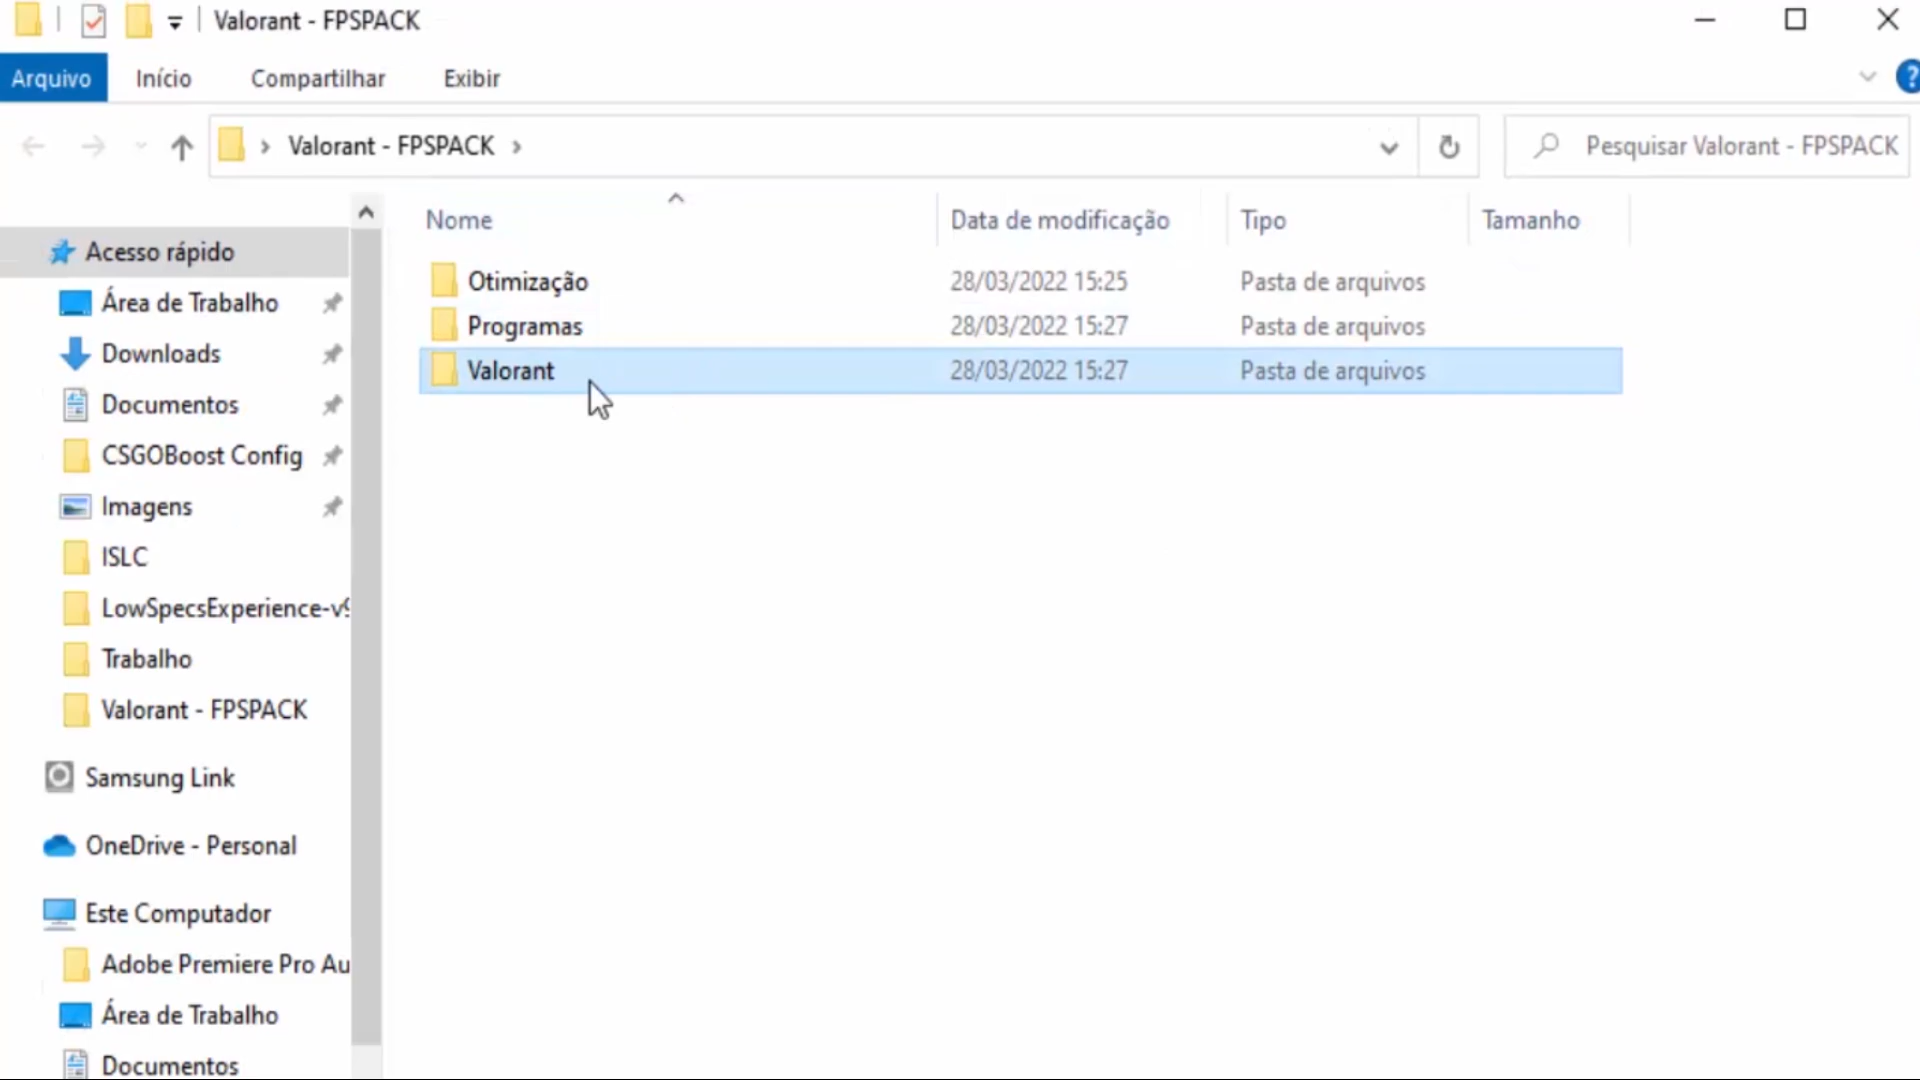 Valorant - FPSPACK
Arquivo Início Compartilhar Exibir
Valorant - FPSPACK
Pesquisar Valorant - FPSPACK
Nome Data de modificação Tipo Tamanho
Acesso rápido
Área de Trabalho
Downloads
Documentos
CSGOBoost Config
Imagens
ISLC
LowSpecsExperience-v9
Trabalho
Valorant - FPSPACK
Samsung Link
OneDrive - Personal
Este Computador
Adobe Premiere Pro Au
Área de Trabalho
Documentos
Otimização 28/03/2022 15:25 Pasta de arquivos
Programas 28/03/2022 15:27 Pasta de arquivos
Valorant 28/03/2022 15:27 Pasta de arquivos